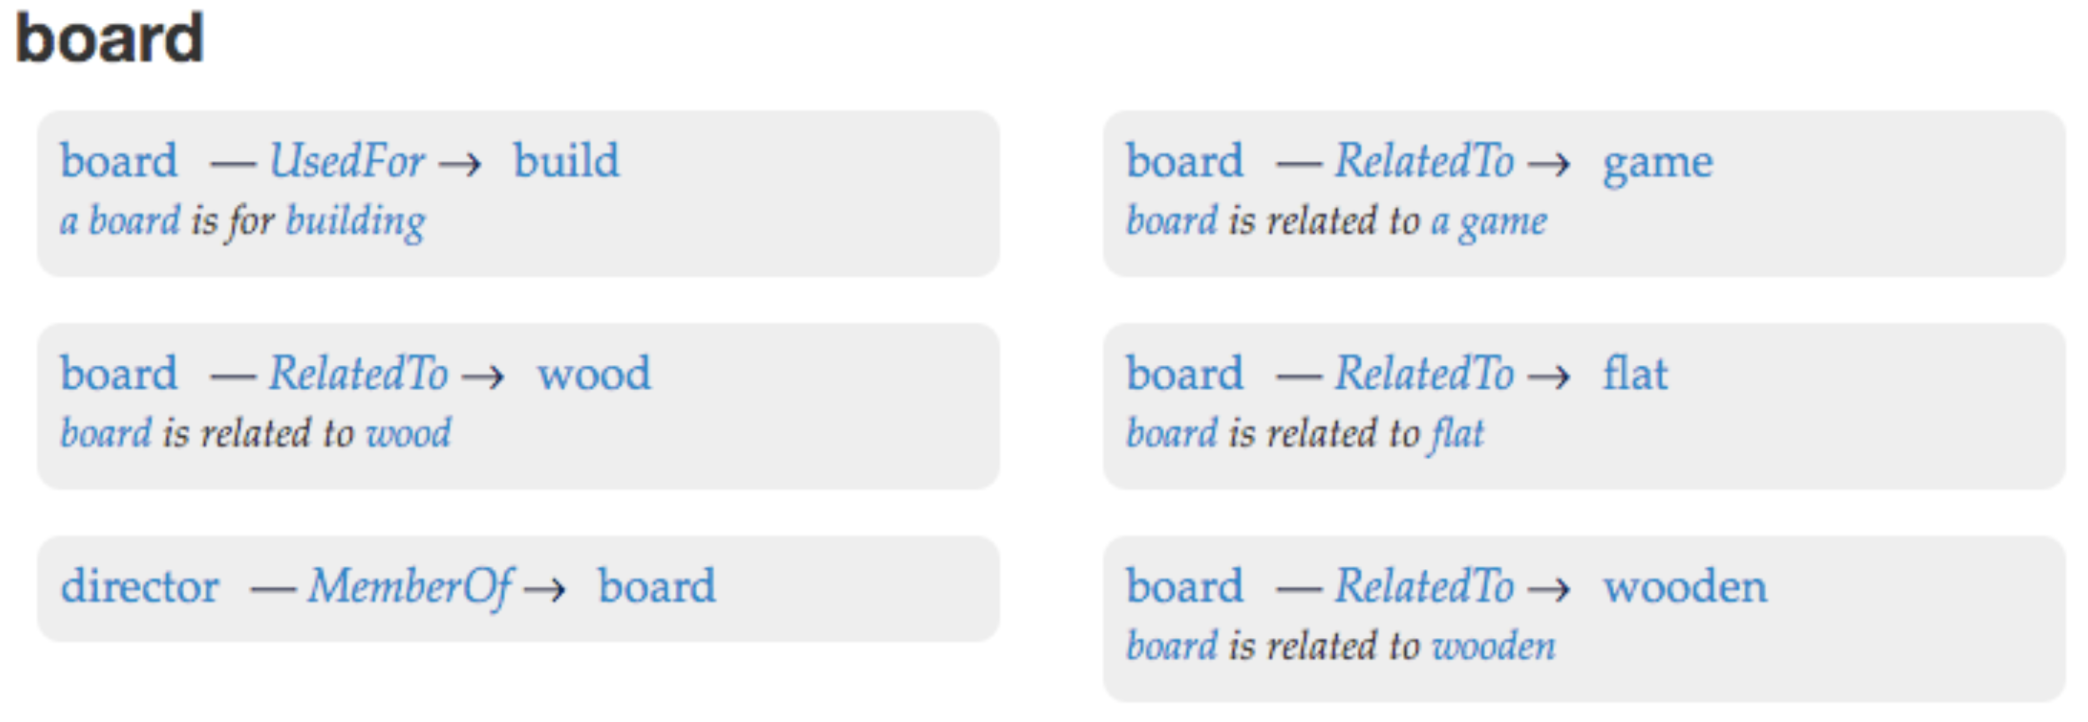 board
board — UsedFor → build
a board is for building
board — RelatedTo → game
board is related to a game
board — RelatedTo → wood
board is related to wood
board — RelatedTo → flat
board is related to flat
director — MemberOf → board
board — RelatedTo → wooden
board is related to wooden